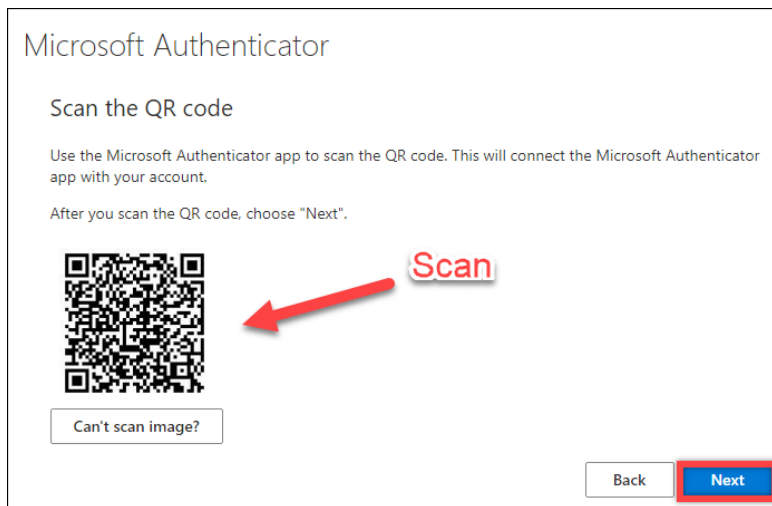 Microsoft Authenticator
Scan the QR code
Use the Microsoft Authenticator app to scan the QR code. This will connect the Microsoft Authenticator
app with your account.
After you scan the QR code, choose "Next".
Scan
Can't scan image?
Back
Next